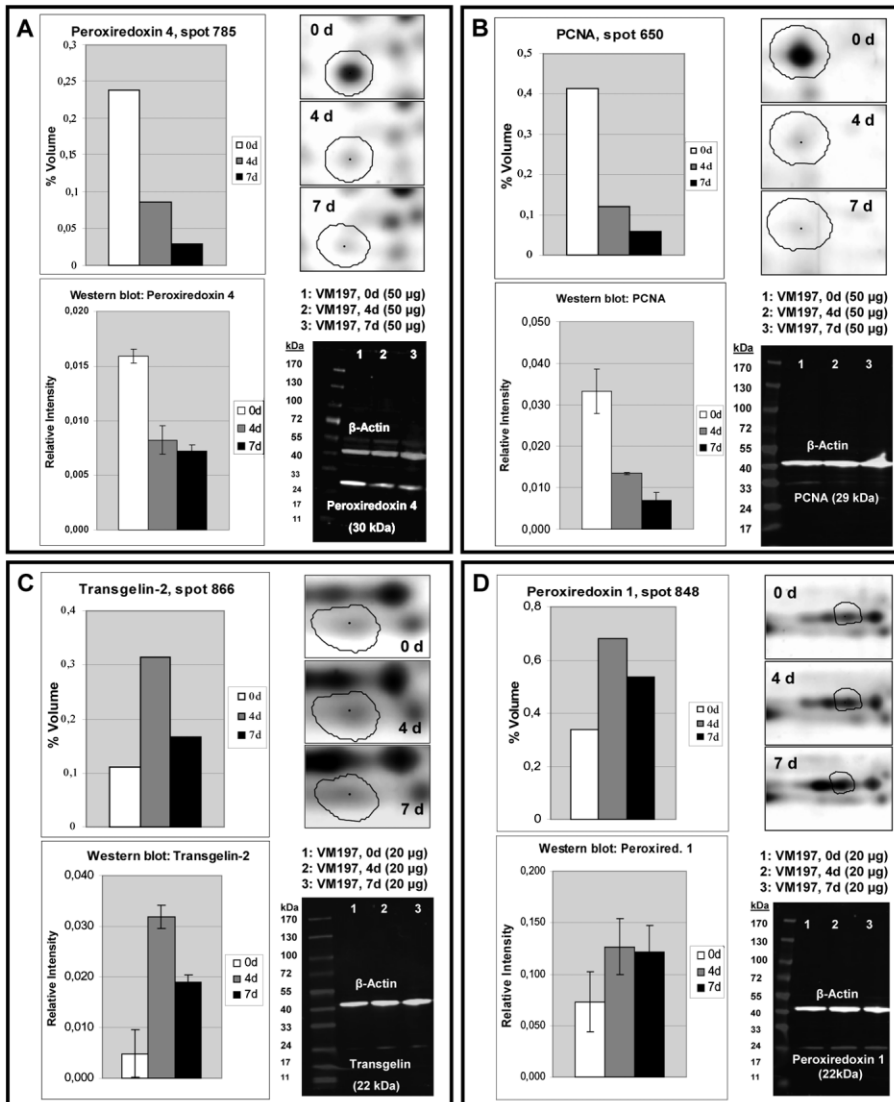 A
Peroxiredoxin 4, spot 785
% Volume
0,3
0,25
0,2
0,15
0,1
0,05
0
0d
4d
7d
0 d
4 d
7 d
Western blot: Peroxiredoxin 4
Relative Intensity
0,020
0,015
0,010
0,005
0,000
0d
4d
7d
1: VM197, 0d (50 µg)
2: VM197, 4d (50 µg)
3: VM197, 7d (50 µg)
kDa
1 2 3
170
130
100
72
55
40
33
24
17
11
β-Actin
Peroxiredoxin 4
(30 kDa)
B
PCNA, spot 650
% Volume
0,5
0,4
0,3
0,2
0,1
0
0d
4d
7d
0 d
4 d
7 d
Western blot: PCNA
Relative Intensity
0,050
0,040
0,030
0,020
0,010
0,000
0d
4d
7d
1: VM197, 0d (50 µg)
2: VM197, 4d (50 µg)
3: VM197, 7d (50 µg)
kDa
1 2 3
170
130
100
72
55
40
33
24
17
β-Actin
PCNA (29 kDa)
C
Transgelin-2, spot 866
% Volume
0,4
0,3
0,2
0,1
0
0d
4d
7d
0 d
4 d
7 d
Western blot: Transgelin-2
Relative Intensity
0,040
0,030
0,020
0,010
0,000
0d
4d
7d
1: VM197, 0d (20 µg)
2: VM197, 4d (20 µg)
3: VM197, 7d (20 µg)
kDa
1 2 3
170
130
100
72
55
40
33
24
17
11
β-Actin
Transgelin
(22 kDa)
D
Peroxiredoxin 1, spot 848
% Volume
0,8
0,6
0,4
0,2
0
0d
4d
7d
0 d
4 d
7 d
Western blot: Peroxired. 1
Relative Intensity
0,200
0,150
0,100
0,050
0,000
0d
4d
7d
1: VM197, 0d (20 µg)
2: VM197, 4d (20 µg)
3: VM197, 7d (20 µg)
kDa
1 2 3
170
130
100
72
55
40
33
24
17
11
β-Actin
Peroxiredoxin 1
(22kDa)